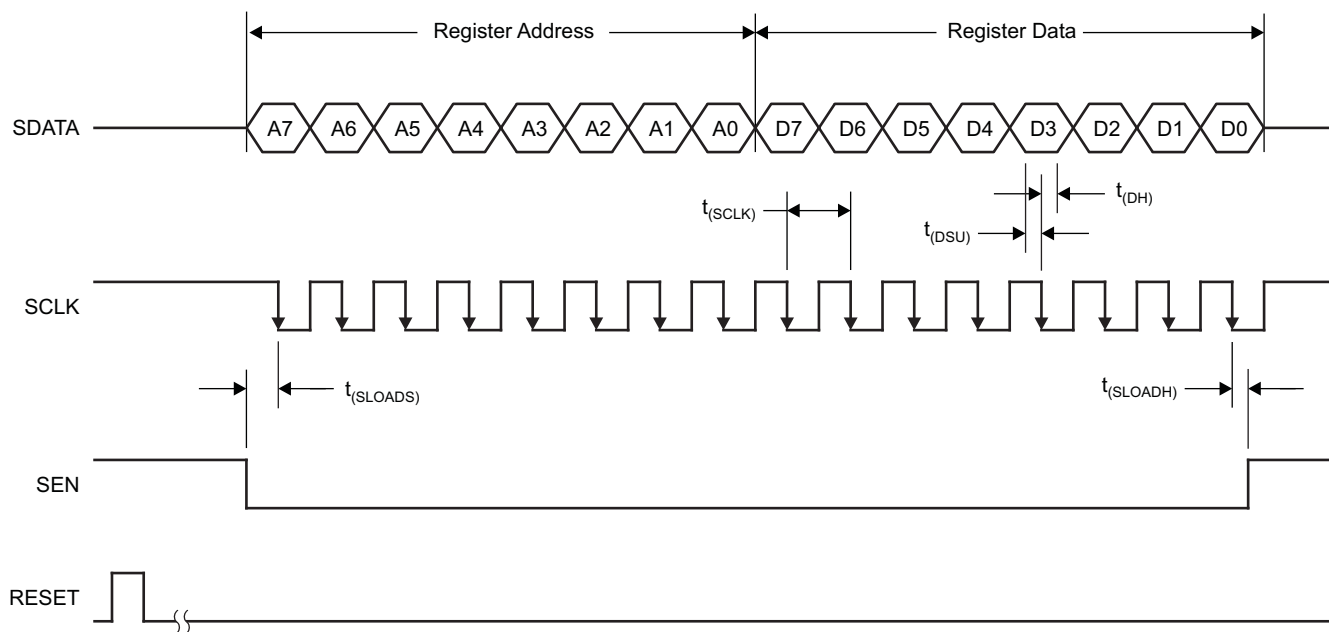 Register Address Register Data
SDATA A7 A6 A5 A4 A3 A2 A1 A0 D7 D6 D5 D4 D3 D2 D1 D0
t(SCLK) t(DH)
t(DSU)
SCLK
t(SLOADS) t(SLOADH)
SEN
RESET